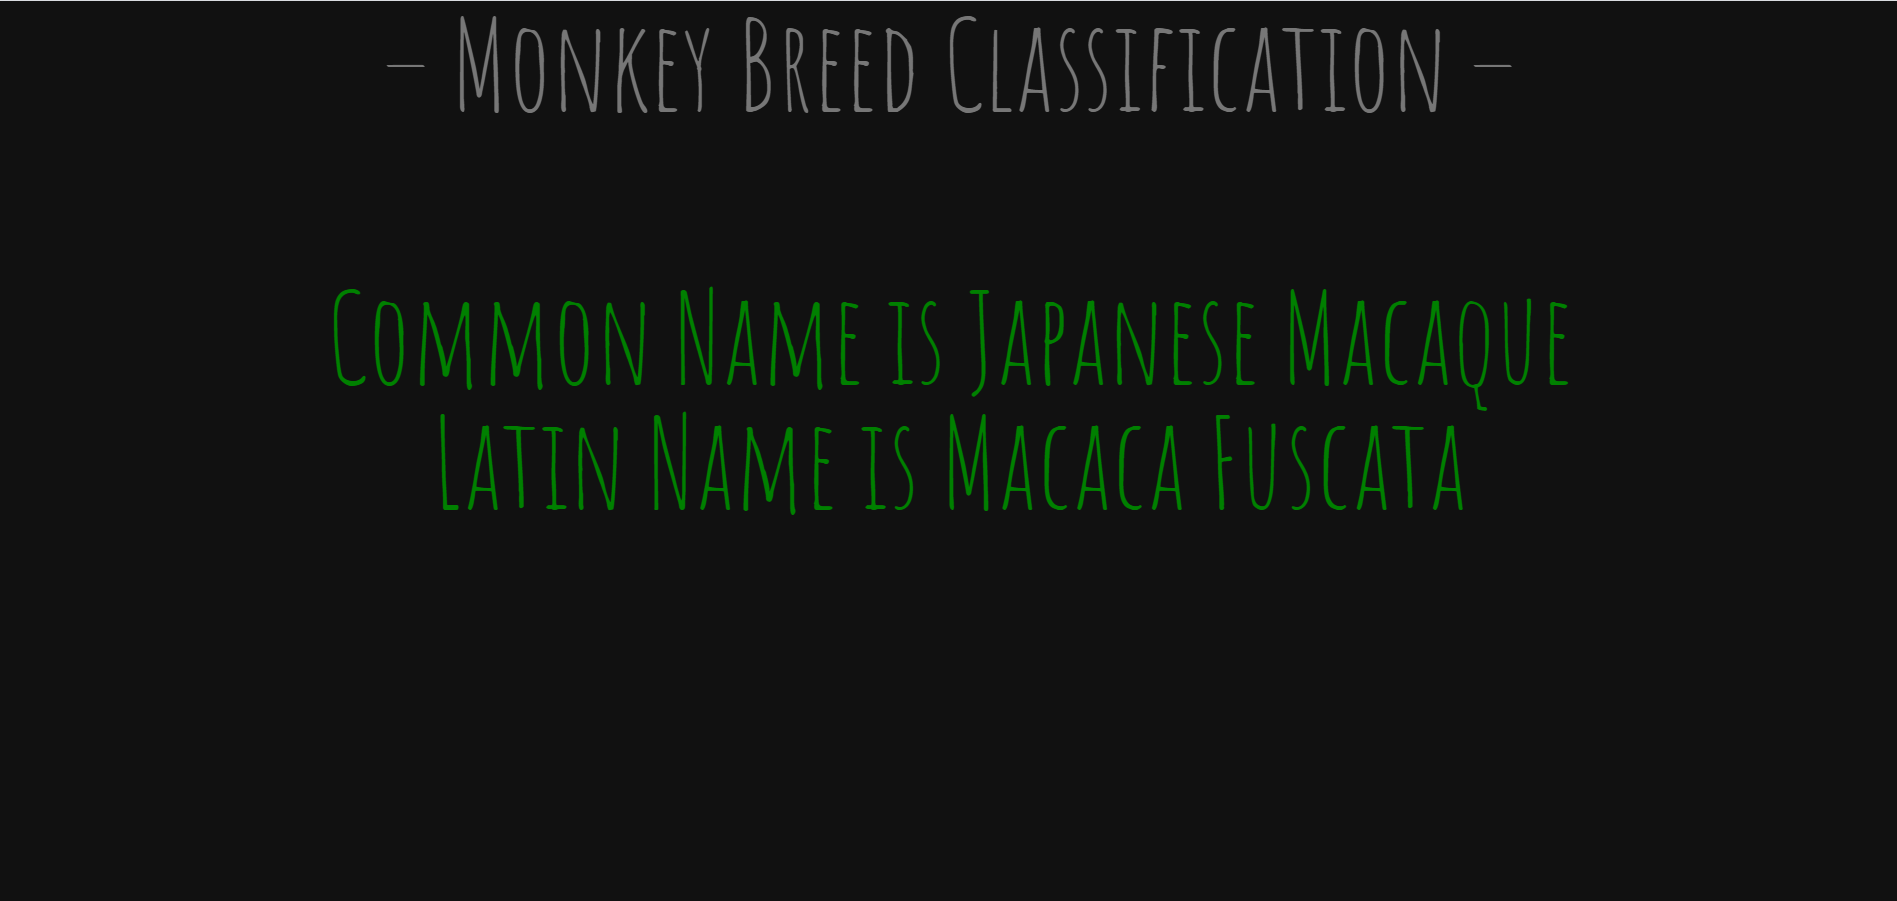 — Monkey Breed Classification —
Common Name is Japanese Macaque
Latin Name is Macaca Fuscata